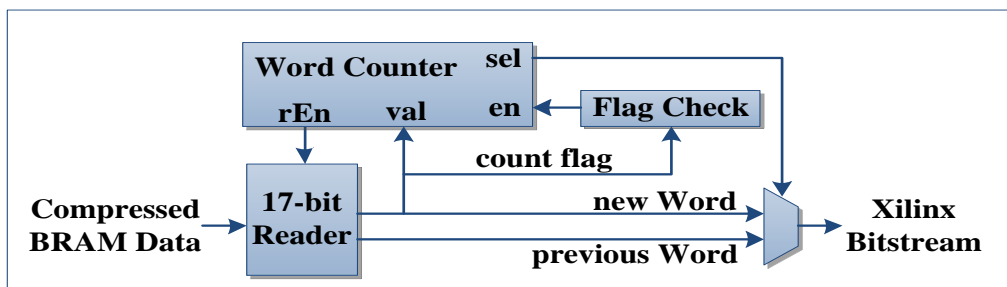 sel
Word Counter
rEn
val
en
Flag Check
count flag
Compressed
BRAM Data
17-bit
Reader
new Word
previous Word
Xilinx
Bitstream